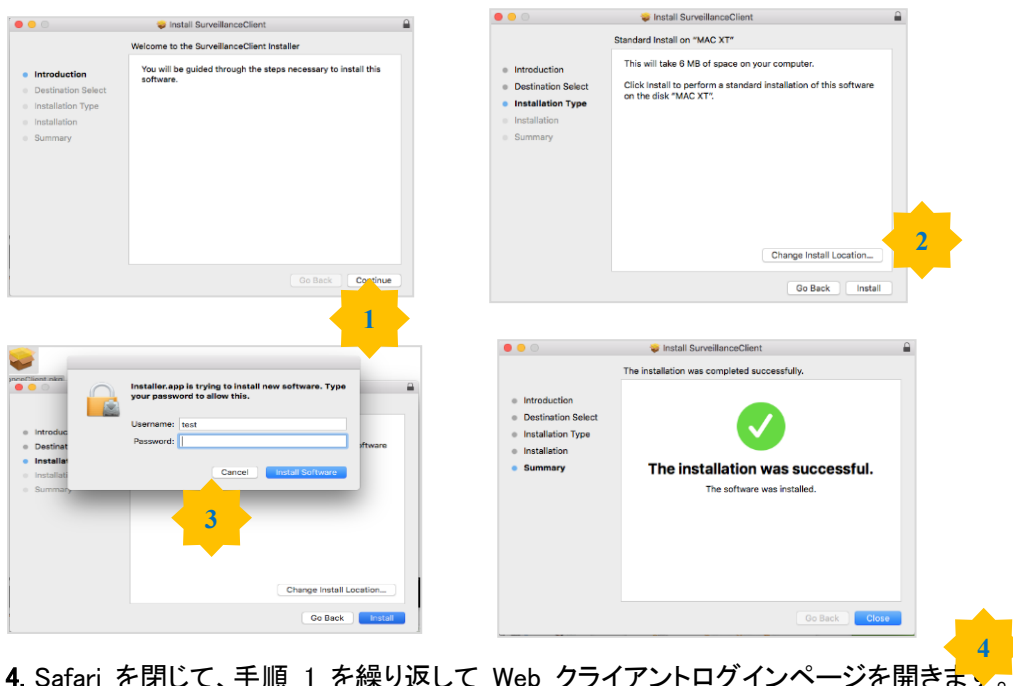 Install SurveillanceClient
Welcome to the SurveillanceClient Installer
Introduction
Destination Select
Installation Type
Installation
Summary
You will be guided through the steps necessary to install this
software.
Go Back Continue
1
Install SurveillanceClient
Standard Install on "MAC XT"
Introduction
Destination Select
Installation Type
Installation
Summary
This will take 6 MB of space on your computer.
Click Install to perform a standard installation of this software
on the disk "MAC XT".
Change Install Location...
Go Back Install
2
Installer.app is trying to install new software. Type
your password to allow this.
Username: test
Password:
Cancel Install Software
Summary
Change Install Location...
Go Back Install
3
Install SurveillanceClient
The installation was completed successfully.
Introduction
Destination Select
Installation Type
Installation
Summary
The installation was successful.
The software was installed.
Go Back Close
4
4. Safari を閉じて、手順 1 を繰り返して Web クライアントログインページを開きます。